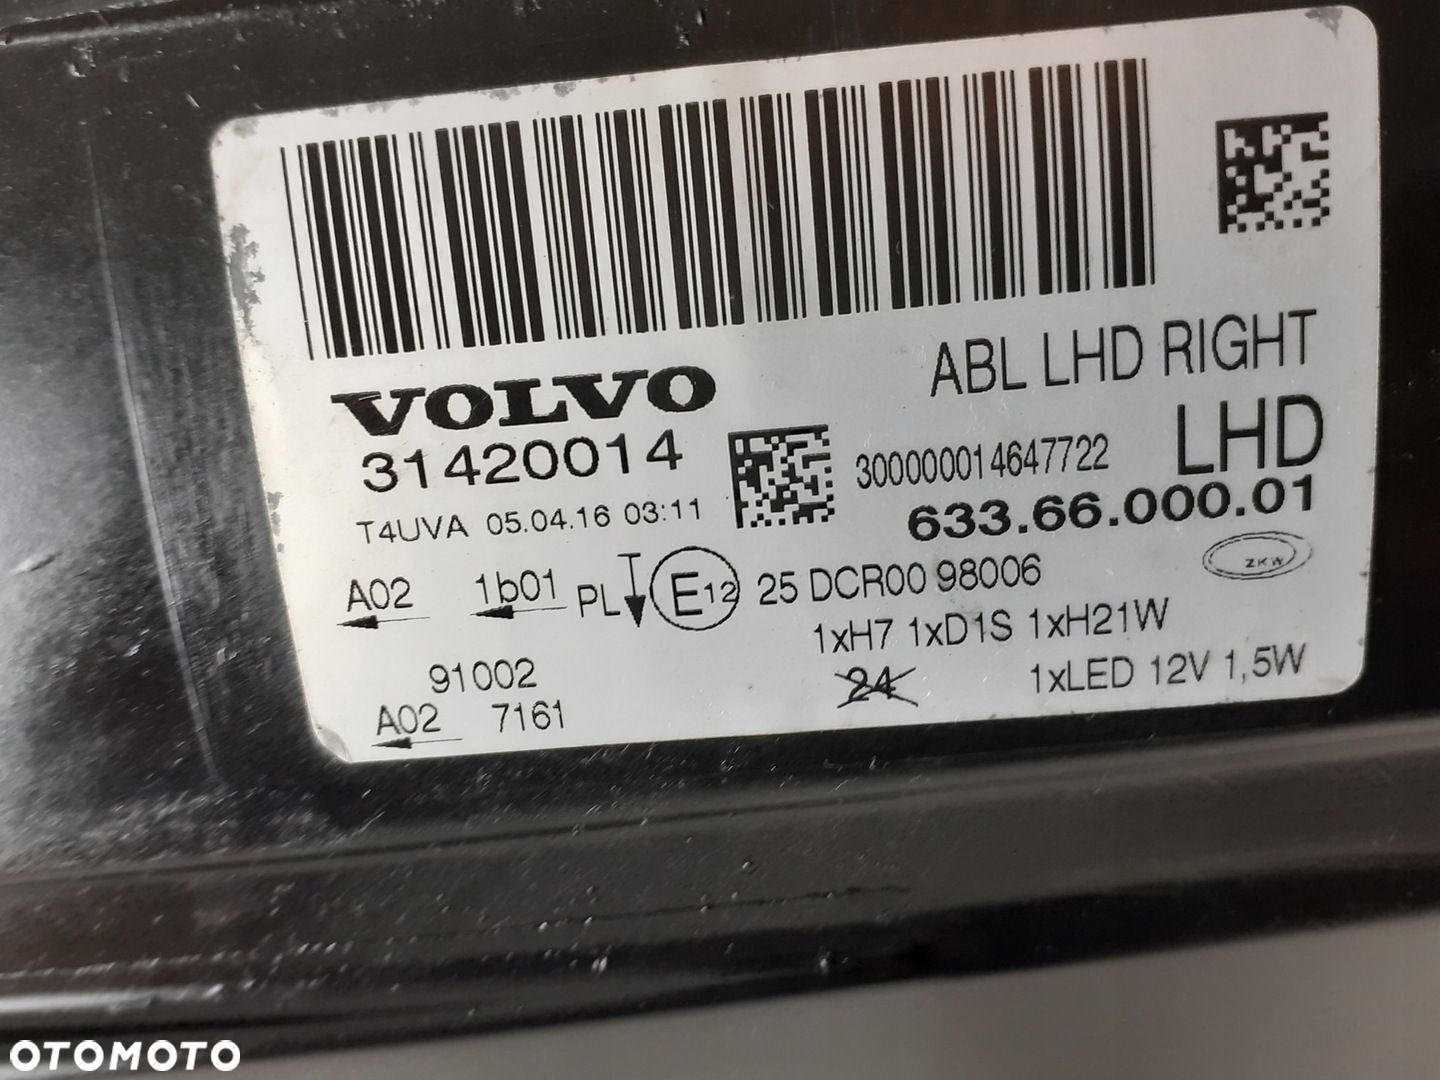 ABL LHD RIGHT
VOLVO
31420014
300000014647722
LHD
T4UVA 05.04.16 03:11
633.66.000.01
ZKW
A02 1b01 PL E12 25 DCR00 98006
1xH7 1xD1S 1xH21W
91002
24
1xLED 12V 1,5W
A02 7161
OTOMOTO